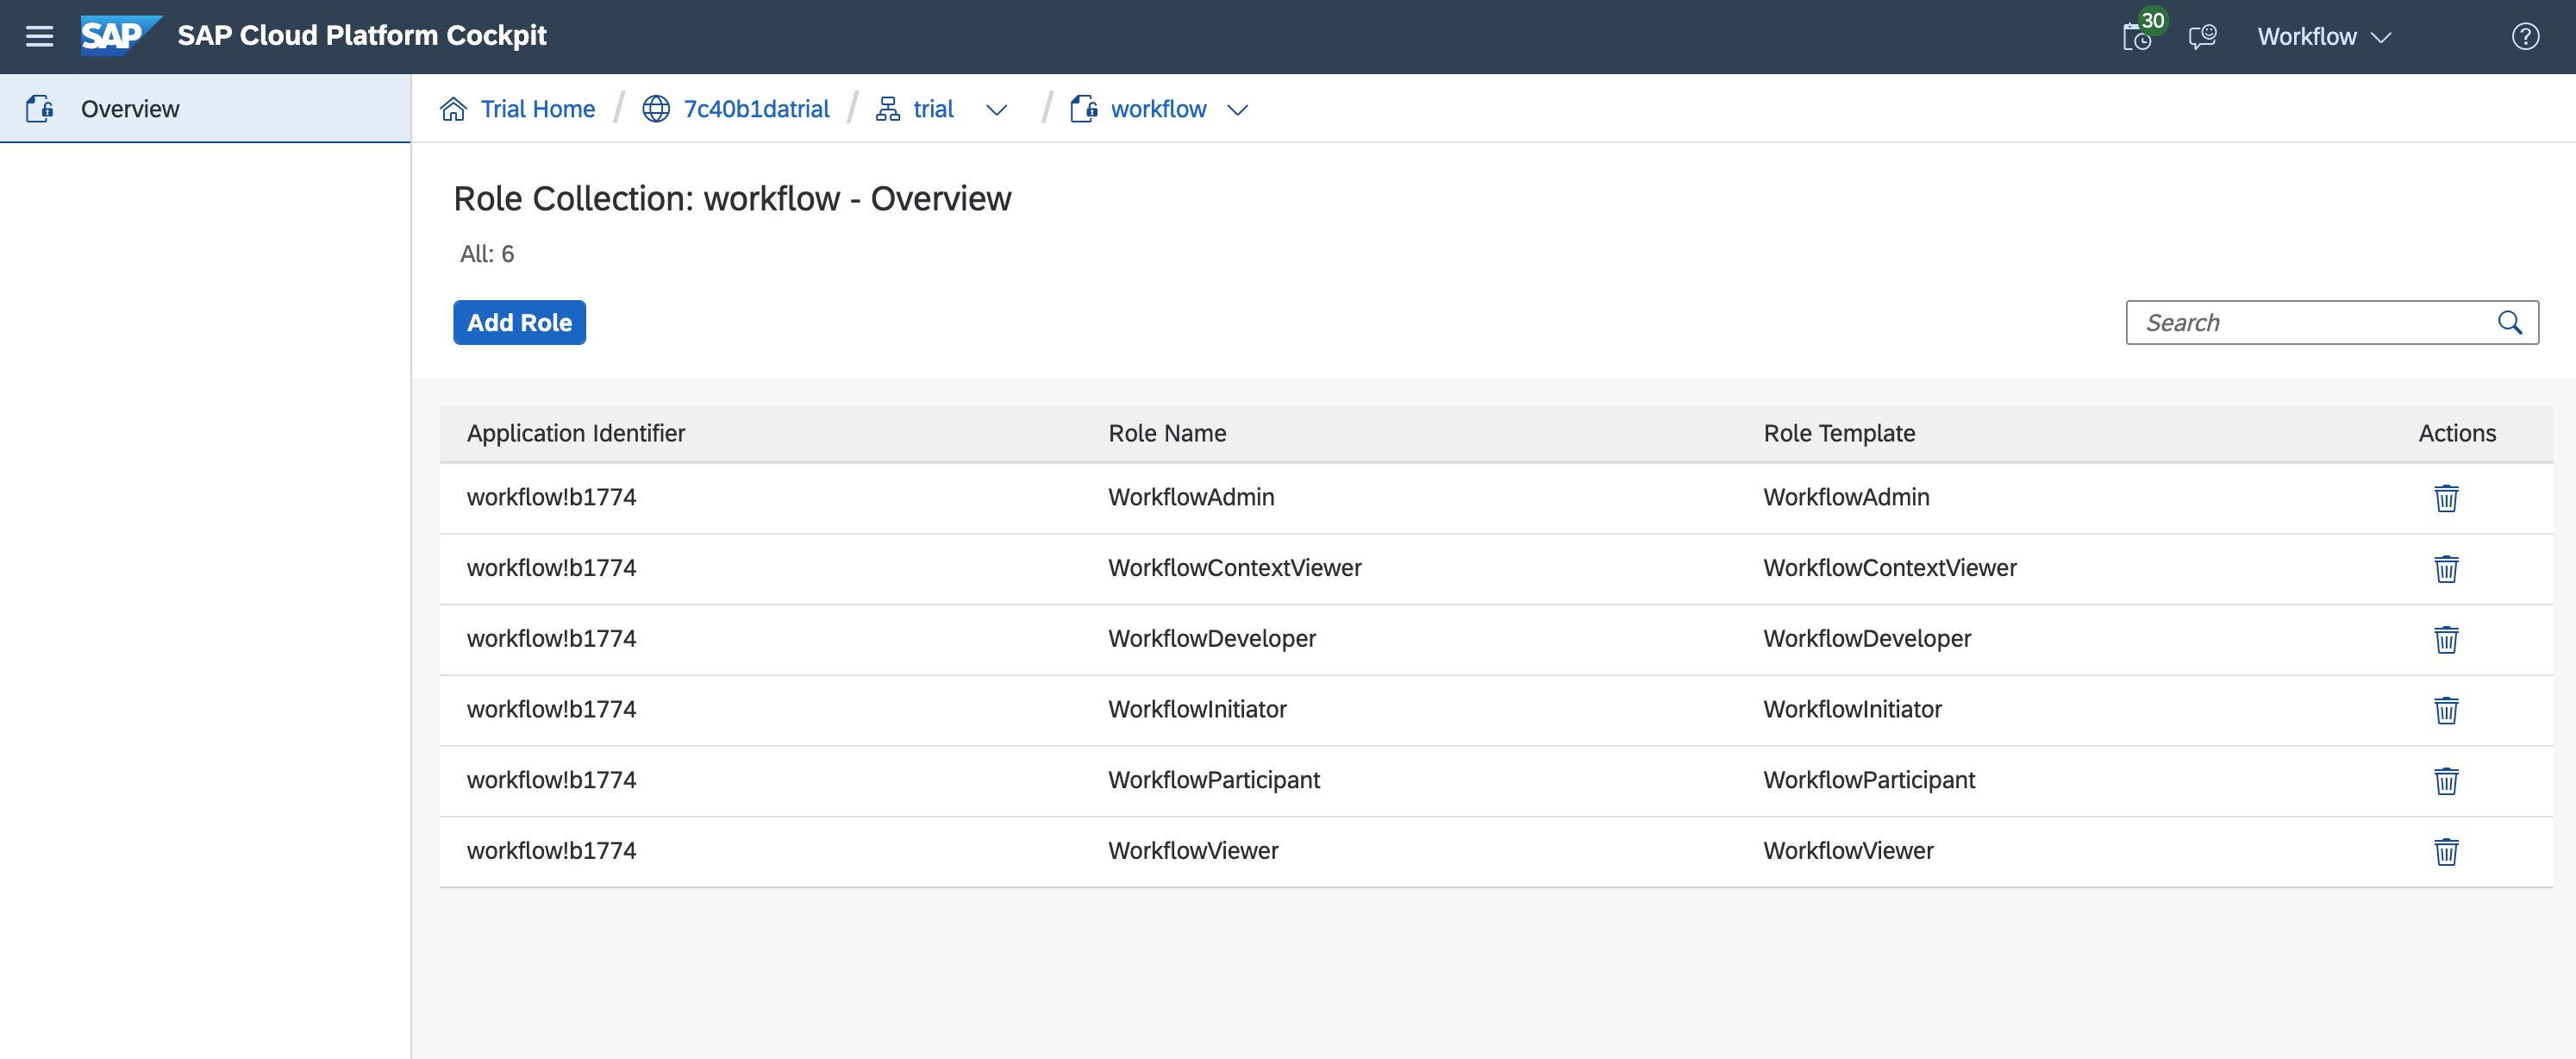 SAP SAP Cloud Platform Cockpit 30 Workflow
Overview
Trial Home / 7c40b1datrial / trial / workflow
Role Collection: workflow - Overview
All: 6
Add Role Search
Application Identifier Role Name Role Template Actions
workflow!b1774 WorkflowAdmin WorkflowAdmin
workflow!b1774 WorkflowContextViewer WorkflowContextViewer
workflow!b1774 WorkflowDeveloper WorkflowDeveloper
workflow!b1774 WorkflowInitiator WorkflowInitiator
workflow!b1774 WorkflowParticipant WorkflowParticipant
workflow!b1774 WorkflowViewer WorkflowViewer